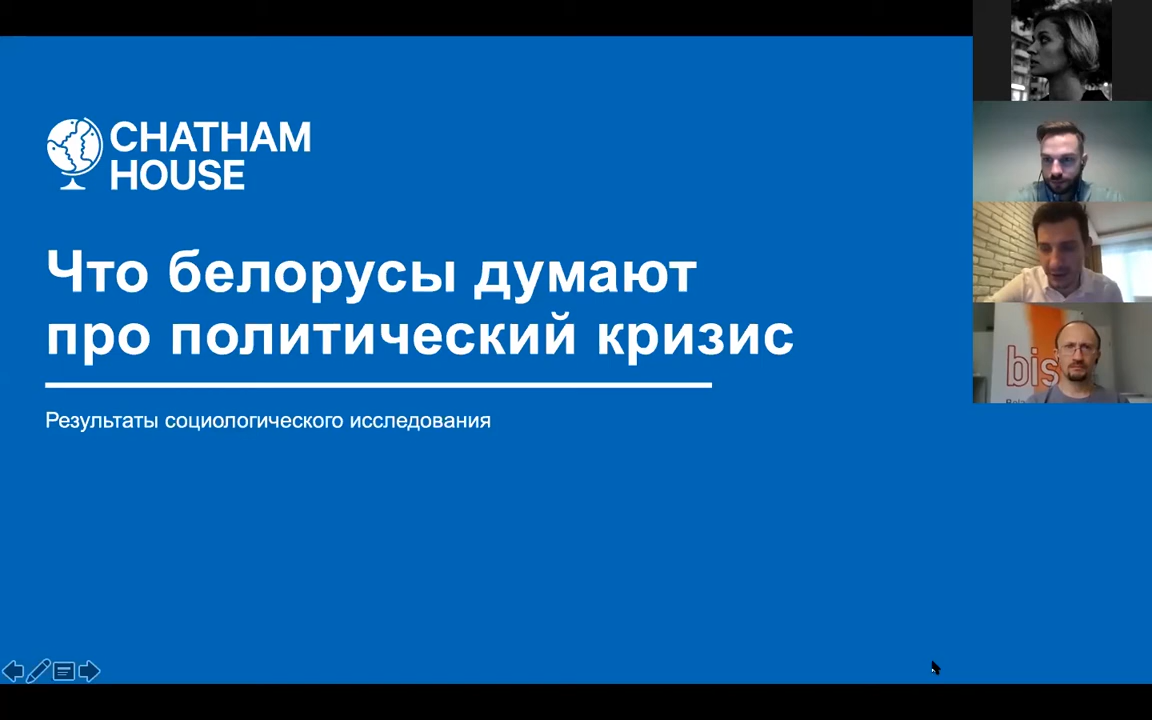 CHATHAM
HOUSE
Что белорусы думают
про политический кризис
Результаты социологического исследования
bis